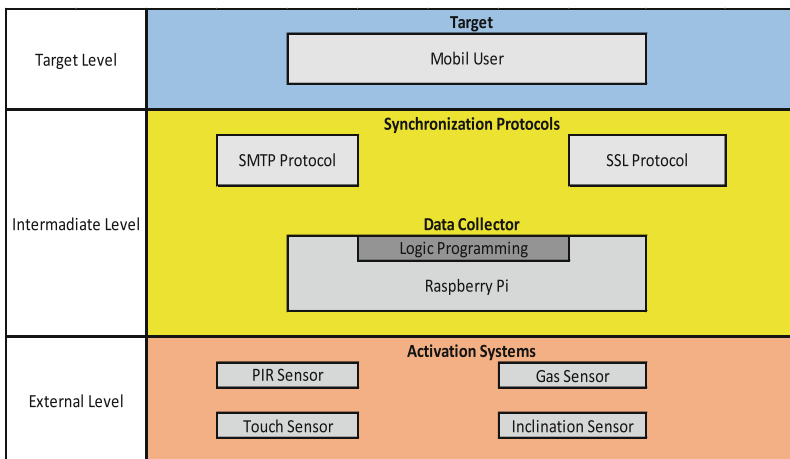 Target
Target Level
Mobil User
Synchronization Protocols
SMTP Protocol
SSL Protocol
Intermadiate Level
Data Collector
Logic Programming
Raspberry Pi
Activation Systems
PIR Sensor
Gas Sensor
External Level
Touch Sensor
Inclination Sensor